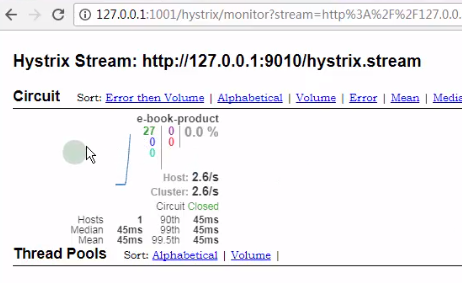 127.0.0.1:1001/hystrix/monitor?stream=http%3A%2F%2F127.0.0.
Hystrix Stream: http://127.0.0.1:9010/hystrix.stream
Circuit Sort: Error then Volume | Alphabetical | Volume | Error | Mean | Media
e-book-product
27 0 0.0 %
0 0
0
Host: 2.6/s
Cluster: 2.6/s
Circuit Closed
Hosts 1 90th 45ms
Median 45ms 99th 45ms
Mean 45ms 99.5th 45ms
Thread Pools Sort: Alphabetical | Volume |